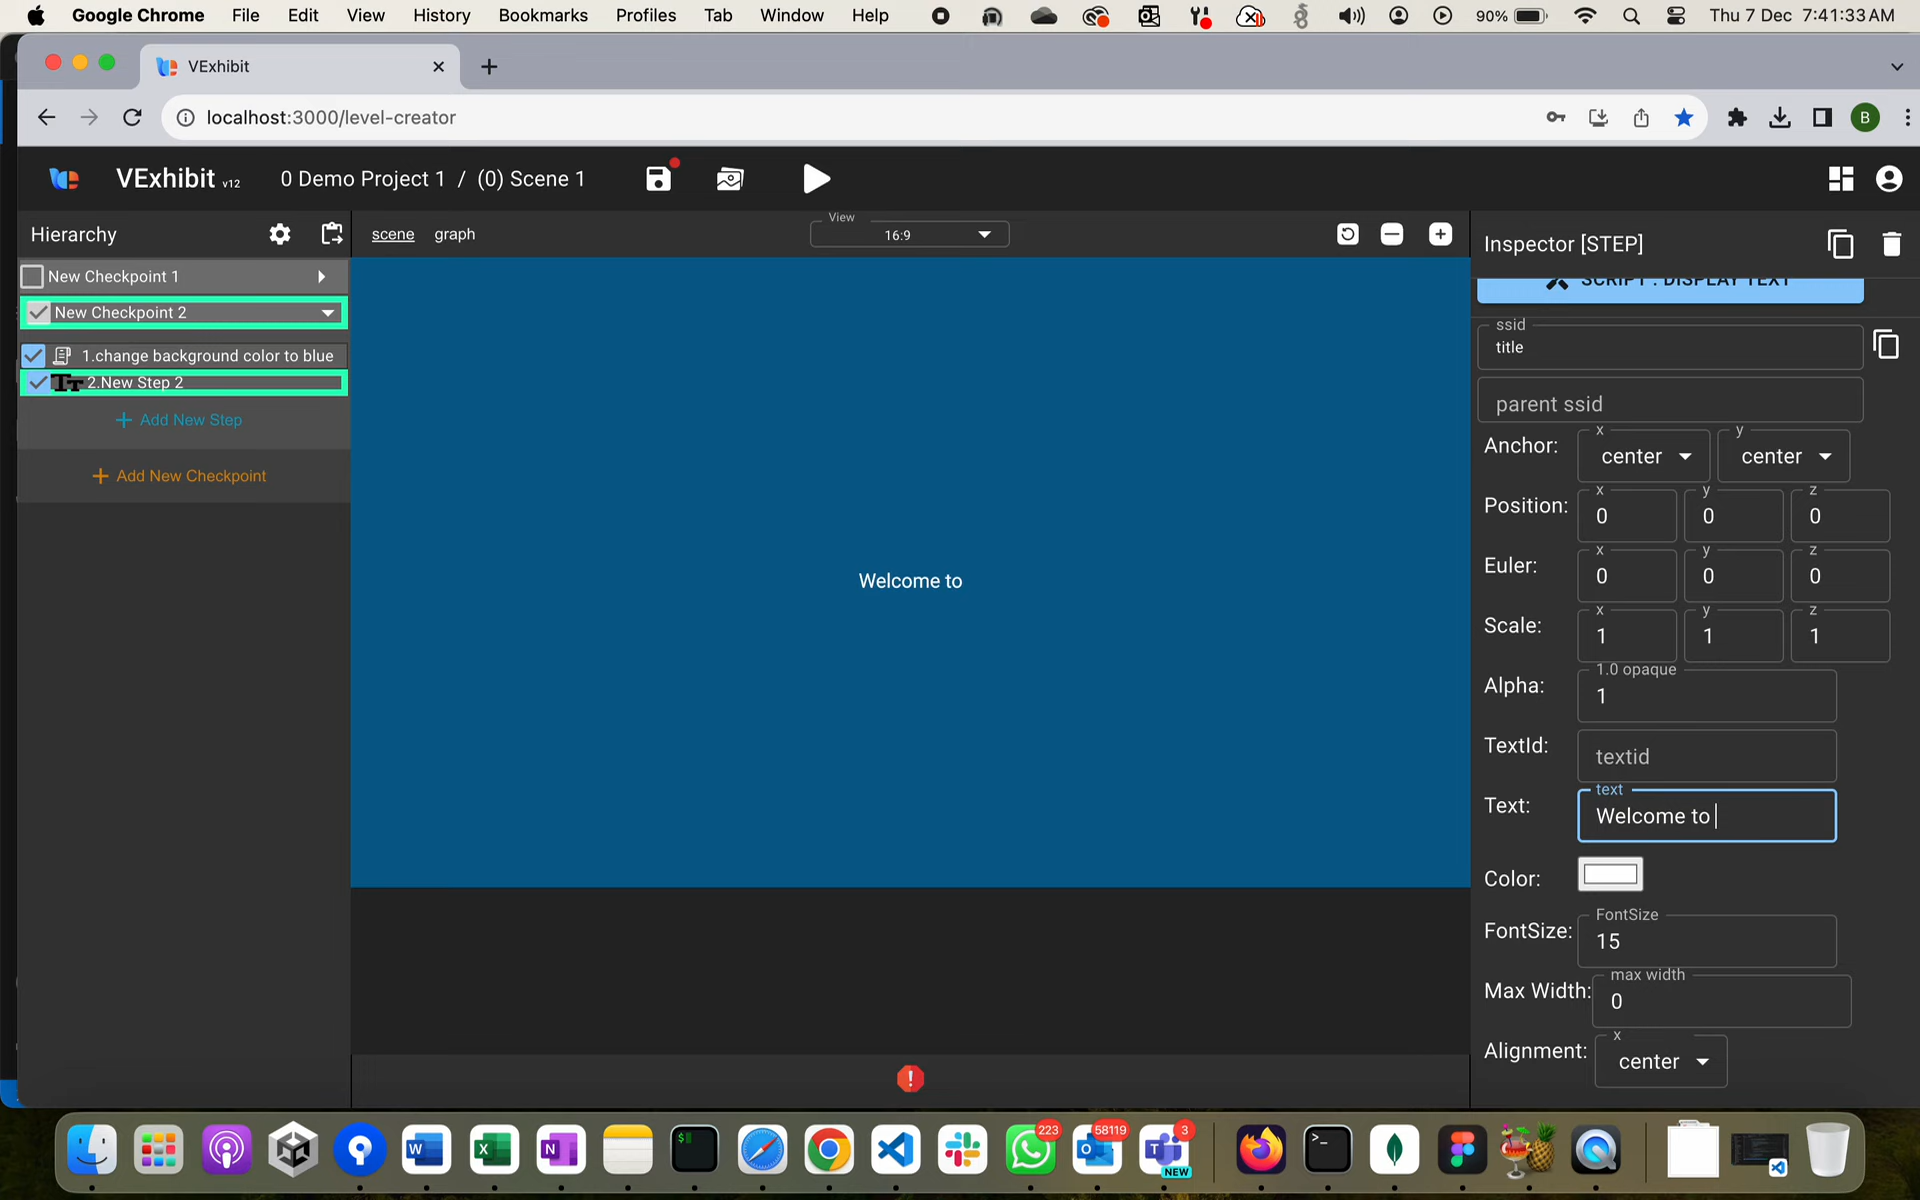 Google Chrome File Edit View History Bookmarks Profiles Tab Window Help 90% Thu 7 Dec 7:41:33 AM
VExhibit
localhost:3000/level-creator
B
VExhibit v12 0 Demo Project 1 / (0) Scene 1
Hierarchy
scene graph
View
16:9
Inspector [STEP]
New Checkpoint 1
New Checkpoint 2
1.change background color to blue
2.New Step 2
Add New Step
Add New Checkpoint
Welcome to
SCRIPT : DISPLAY TEXT
ssid
title
parent ssid
Anchor:
x
center
y
center
Position:
x
0
y
0
z
0
Euler:
x
0
y
0
z
0
Scale:
x
1
y
1
z
1
Alpha:
1.0 opaque
1
TextId:
textid
Text:
text
Welcome to
Color:
FontSize:
FontSize
15
Max Width:
max width
0
Alignment:
x
center
223
58119
3
NEW